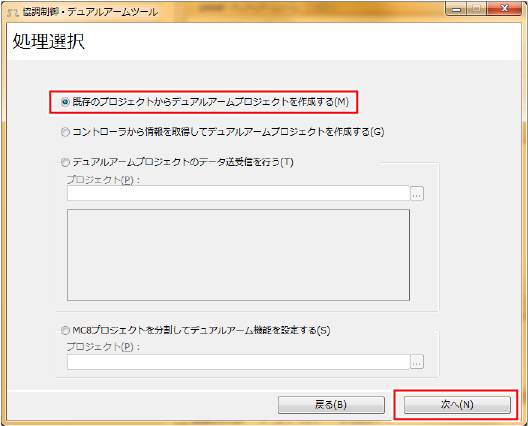 協調制御・デュアルアームツール
処理選択
既存のプロジェクトからデュアルアームプロジェクトを作成する(M)
コントローラから情報を取得してデュアルアームプロジェクトを作成する(G)
デュアルアームプロジェクトのデータ送受信を行う(T)
プロジェクト(P)：
...
MC8プロジェクトを分割してデュアルアーム機能を設定する(S)
プロジェクト(P)：
...
戻る(B)
次へ(N)